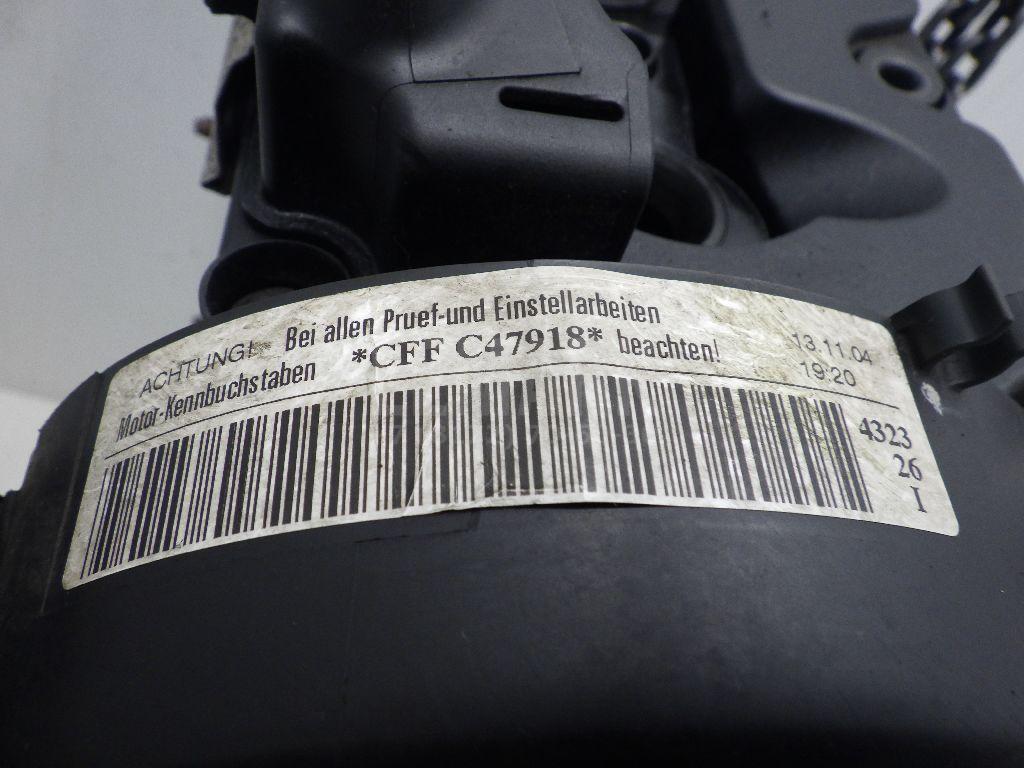 ACHTUNG! Bei allen Pruef-und Einstellarbeiten 13.11.04
Motor-Kennbuchstaben *CFF C47918* beachten! 19:20
4323
26
I